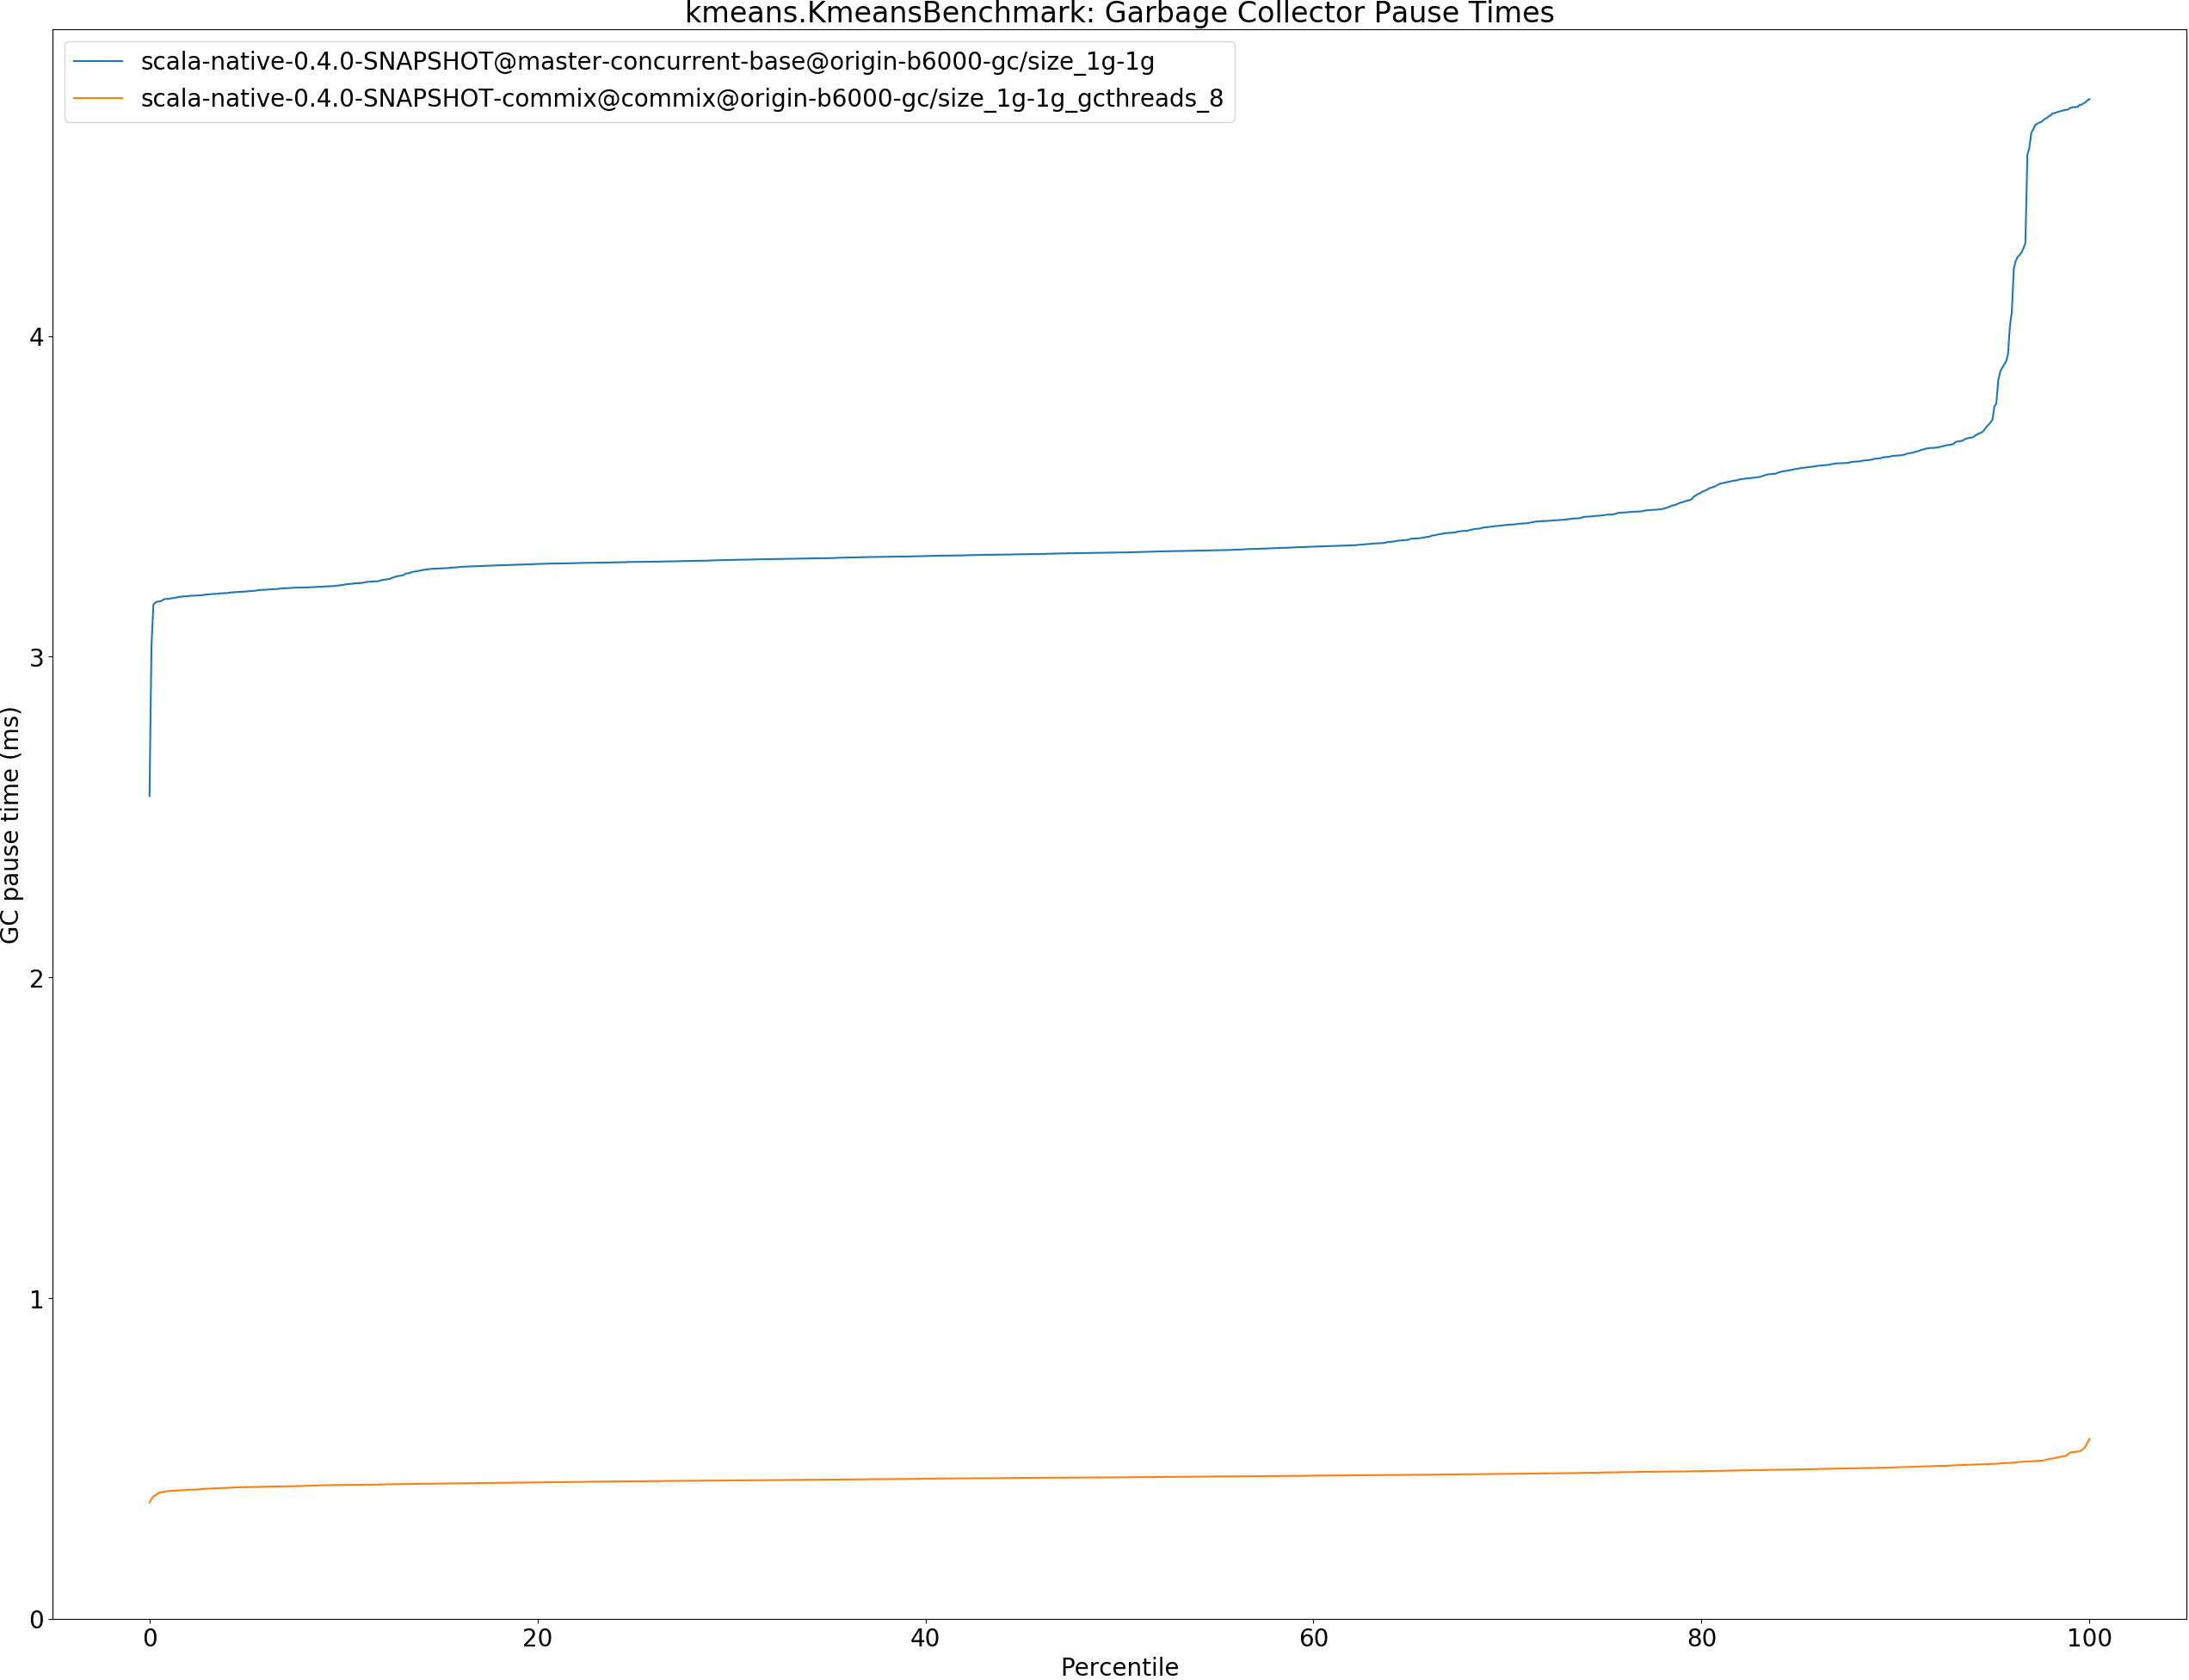 kmeans.KmeansBenchmark: Garbage Collector Pause Times
scala-native-0.4.0-SNAPSHOT@master-concurrent-base@origin-b6000-gc/size_1g-1g
scala-native-0.4.0-SNAPSHOT-commix@commix@origin-b6000-gc/size_1g-1g_gcthreads_8
GC pause time (ms)
4
3
2
1
0
0 20 40 60 80 100
Percentile